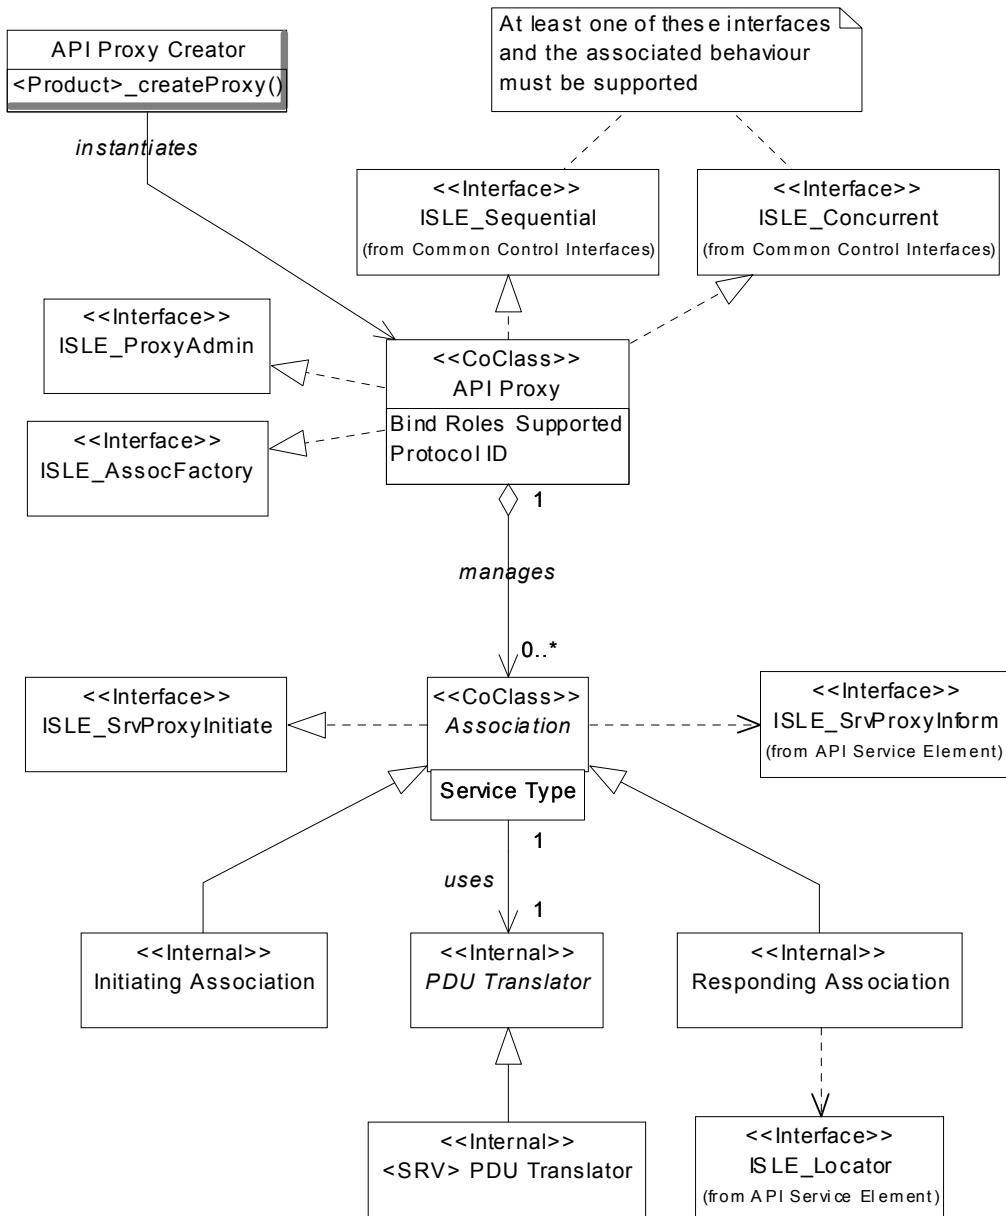 At least one of these interfaces
and the associated behaviour
must be supported
API Proxy Creator
<Product>_createProxy()
instantiates
<<Interface>>
ISLE_Sequential
(from Common Control Interfaces)
<<Interface>>
ISLE_Concurrent
(from Common Control Interfaces)
<<Interface>>
ISLE_ProxyAdmin
<<CoClass>>
API Proxy
Bind Roles Supported
Protocol ID
<<Interface>>
ISLE_AssocFactory
1
manages
0..*
<<Interface>>
ISLE_SrvProxyInitiate
<<CoClass>>
Association
Service Type
<<Interface>>
ISLE_SrvProxyInform
(from API Service Element)
1
uses
1
<<Internal>>
Initiating Association
<<Internal>>
PDU Translator
<<Internal>>
Responding Association
<<Internal>>
<SRV> PDU Translator
<<Interface>>
ISLE_Locator
(from API Service Element)